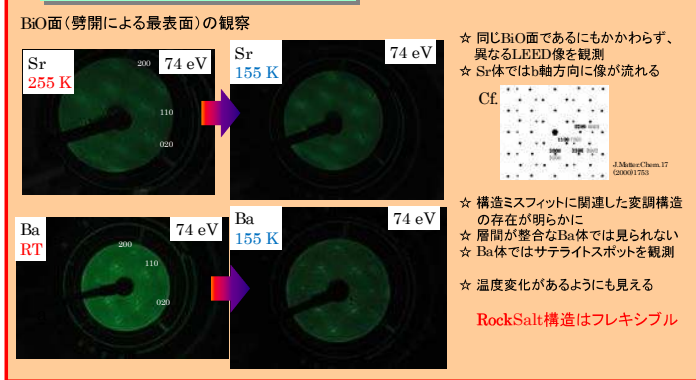 BiO面(劈開による最表面)の観察
Sr
255 K
74 eV
200
110
020
Sr
155 K
74 eV
Ba
RT
74 eV
200
110
020
Ba
155 K
74 eV
☆ 同じBiO面であるにもかかわらず、
異なるLEED像を観測
☆ Sr体ではb軸方向に像が流れる
Cf.
J.Mater.Chem.17
(2000)1753
☆ 構造ミスフィットに関連した変調構造
の存在が明らかに
☆ 層間が整合なBa体では見られない
☆ Ba体ではサテライトスポットを観測
☆ 温度変化があるようにも見える
RockSalt構造はフレキシブル